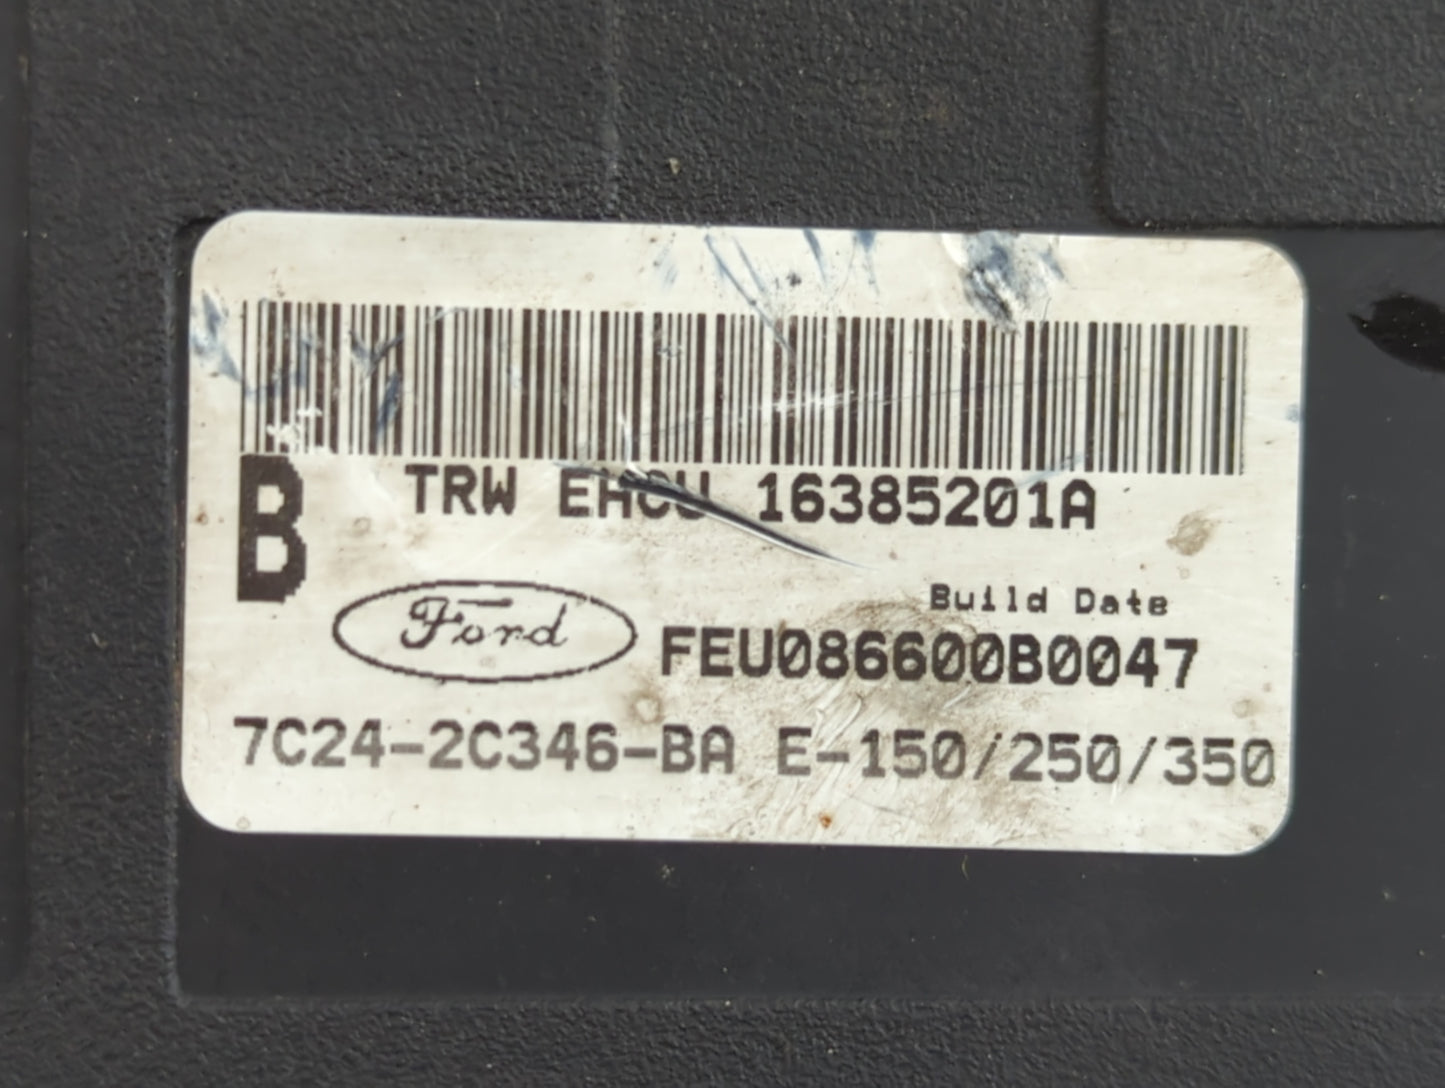 B TRW EHCU 16385201A
Build Date
Ford FEU086600B0047
7C24-2C346-BA E-150/250/350